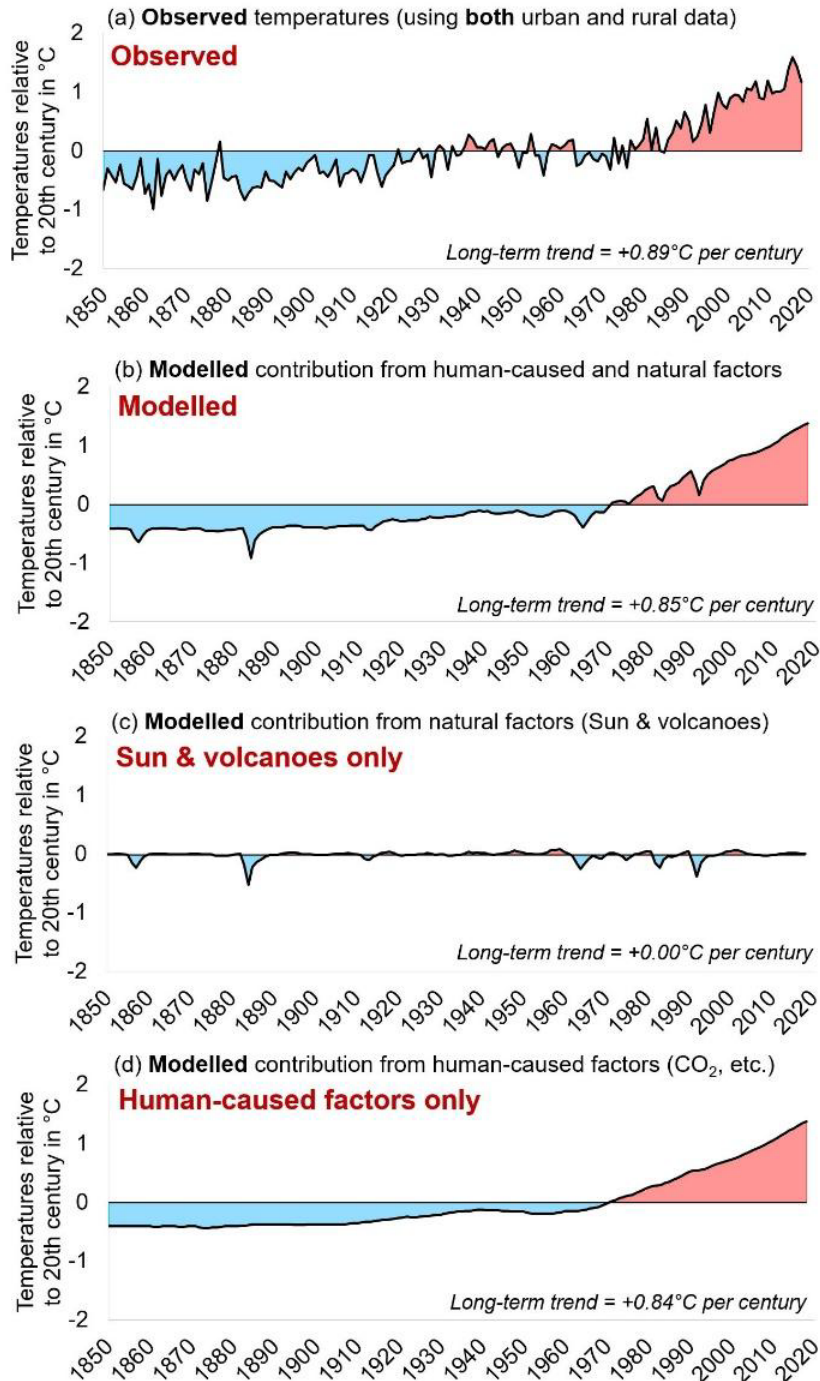 (a) Observed temperatures (using both urban and rural data)
Observed
Temperatures relative
to 20th century in °C
2
1
0
-1
-2
Long-term trend = +0.89°C per century
1850 1860 1870 1880 1890 1900 1910 1920 1930 1940 1950 1960 1970 1980 1990 2000 2010 2020
(b) Modelled contribution from human-caused and natural factors
Modelled
Temperatures relative
to 20th century in °C
2
1
0
-1
-2
Long-term trend = +0.85°C per century
1850 1860 1870 1880 1890 1900 1910 1920 1930 1940 1950 1960 1970 1980 1990 2000 2010 2020
(c) Modelled contribution from natural factors (Sun & volcanoes)
Sun & volcanoes only
Temperatures relative
to 20th century in °C
2
1
0
-1
-2
Long-term trend = +0.00°C per century
1850 1860 1870 1880 1890 1900 1910 1920 1930 1940 1950 1960 1970 1980 1990 2000 2010 2020
(d) Modelled contribution from human-caused factors (CO₂, etc.)
Human-caused factors only
Temperatures relative
to 20th century in °C
2
1
0
-1
-2
Long-term trend = +0.84°C per century
1850 1860 1870 1880 1890 1900 1910 1920 1930 1940 1950 1960 1970 1980 1990 2000 2010 2020